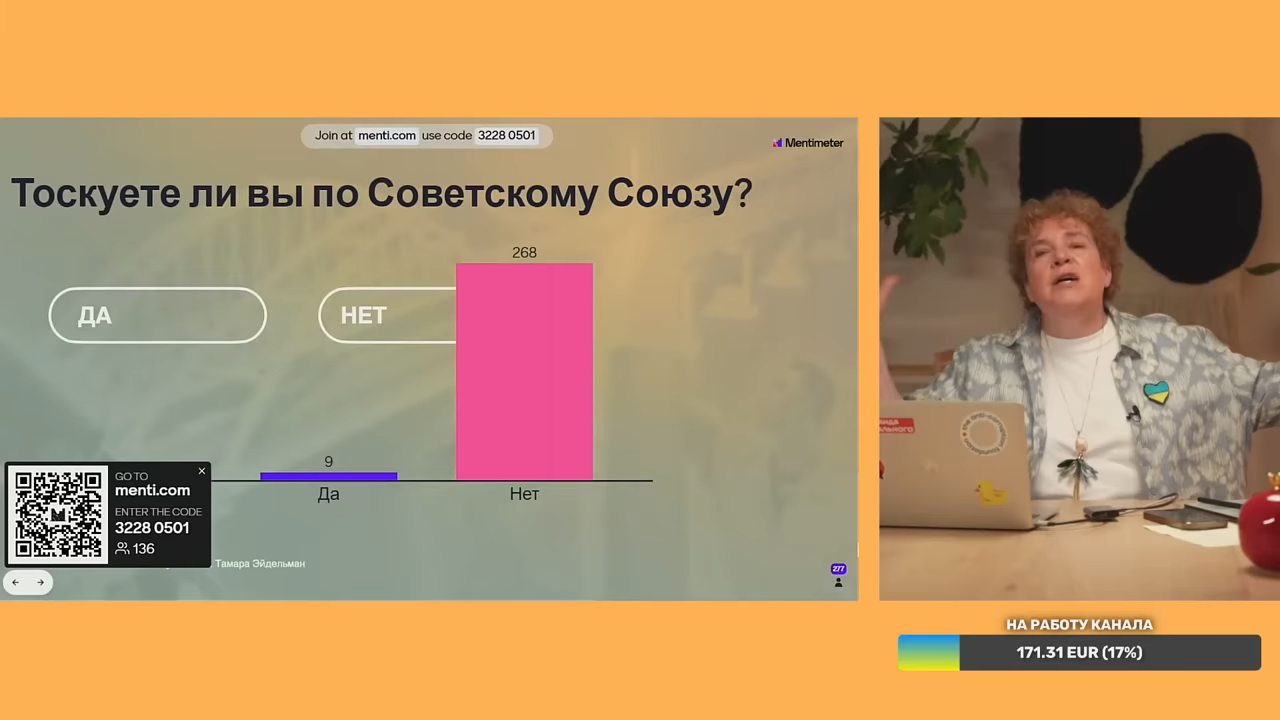 Join at menti.com use code 3228 0501
Mentimeter
Тоскуете ли вы по Советскому Союзу?
268
ДА
НЕТ
9
Да
Нет
GO TO
menti.com
ENTER THE CODE
3228 0501
136
Тамара Эйдельман
277
НА РАБОТУ КАНАЛА
171.31 EUR (17%)